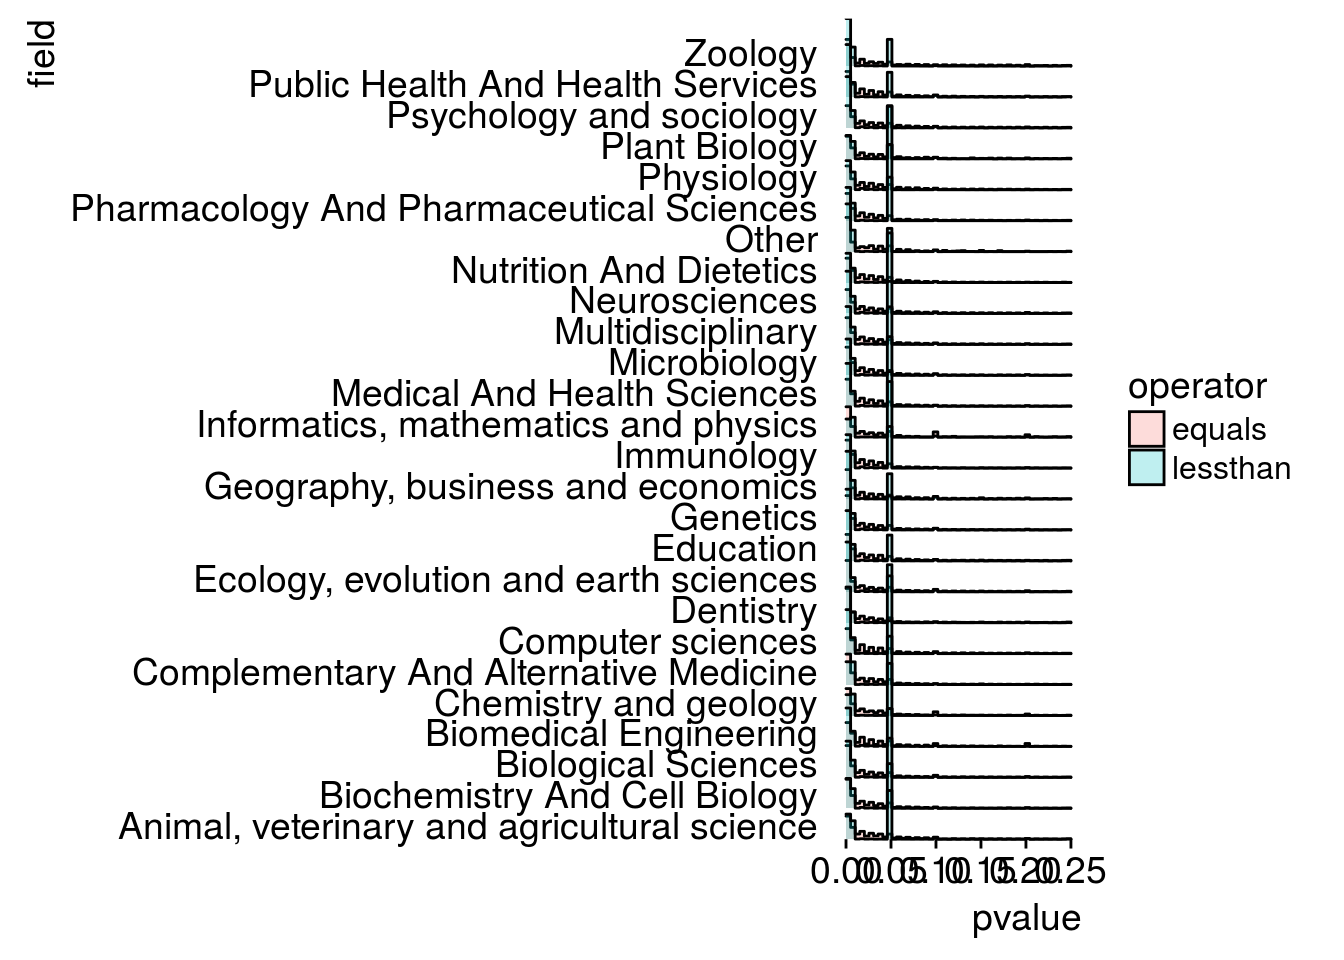 field
Zoology
Public Health And Health Services
Psychology and sociology
Plant Biology
Physiology
Pharmacology And Pharmaceutical Sciences
Other
Nutrition And Dietetics
Neurosciences
Multidisciplinary
Microbiology
Medical And Health Sciences
Informatics, mathematics and physics
Immunology
Geography, business and economics
Genetics
Education
Ecology, evolution and earth sciences
Dentistry
Computer sciences
Complementary And Alternative Medicine
Chemistry and geology
Biomedical Engineering
Biological Sciences
Biochemistry And Cell Biology
Animal, veterinary and agricultural science
0.00 0.05 0.10 0.15 0.20 0.25
pvalue
operator
equals
lessthan